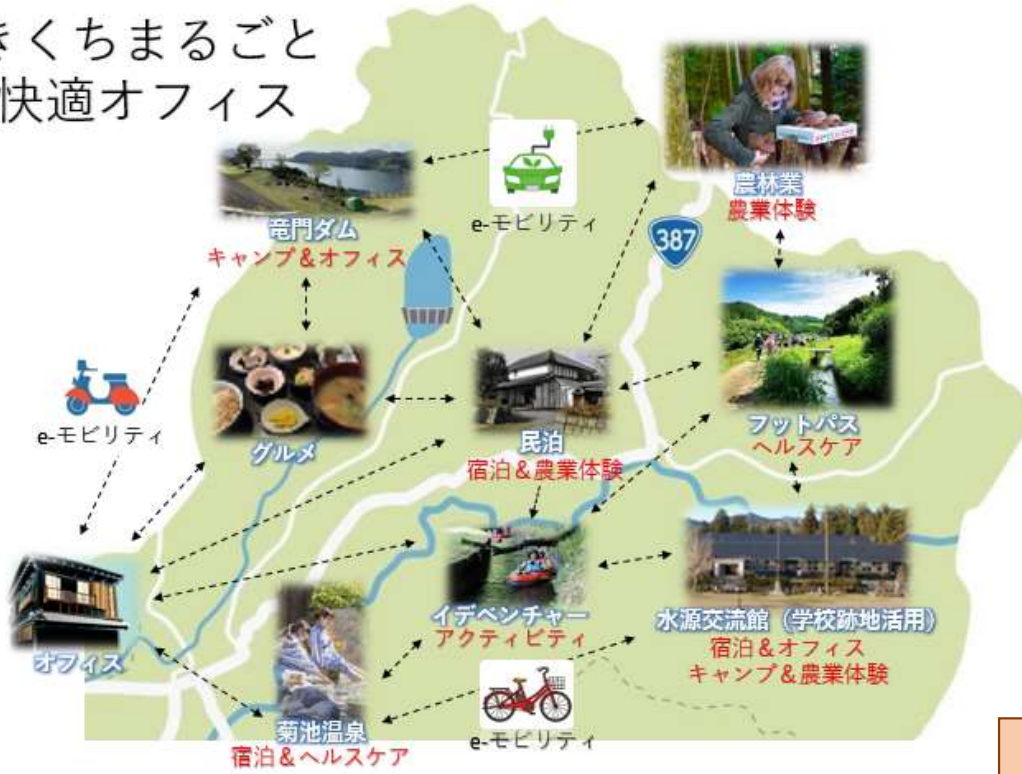 きくちまるごと
快適オフィス
農林業
農業体験
e-モビリティ
竜門ダム
キャンプ＆オフィス
387
e-モビリティ
グルメ
民泊
宿泊＆農業体験
フットパス
ヘルスケア
イデベンチャー
アクティビティ
水源交流館（学校跡地活用）
宿泊＆オフィス
キャンプ＆農業体験
オフィス
菊池温泉
宿泊＆ヘルスケア
e-モビリティ